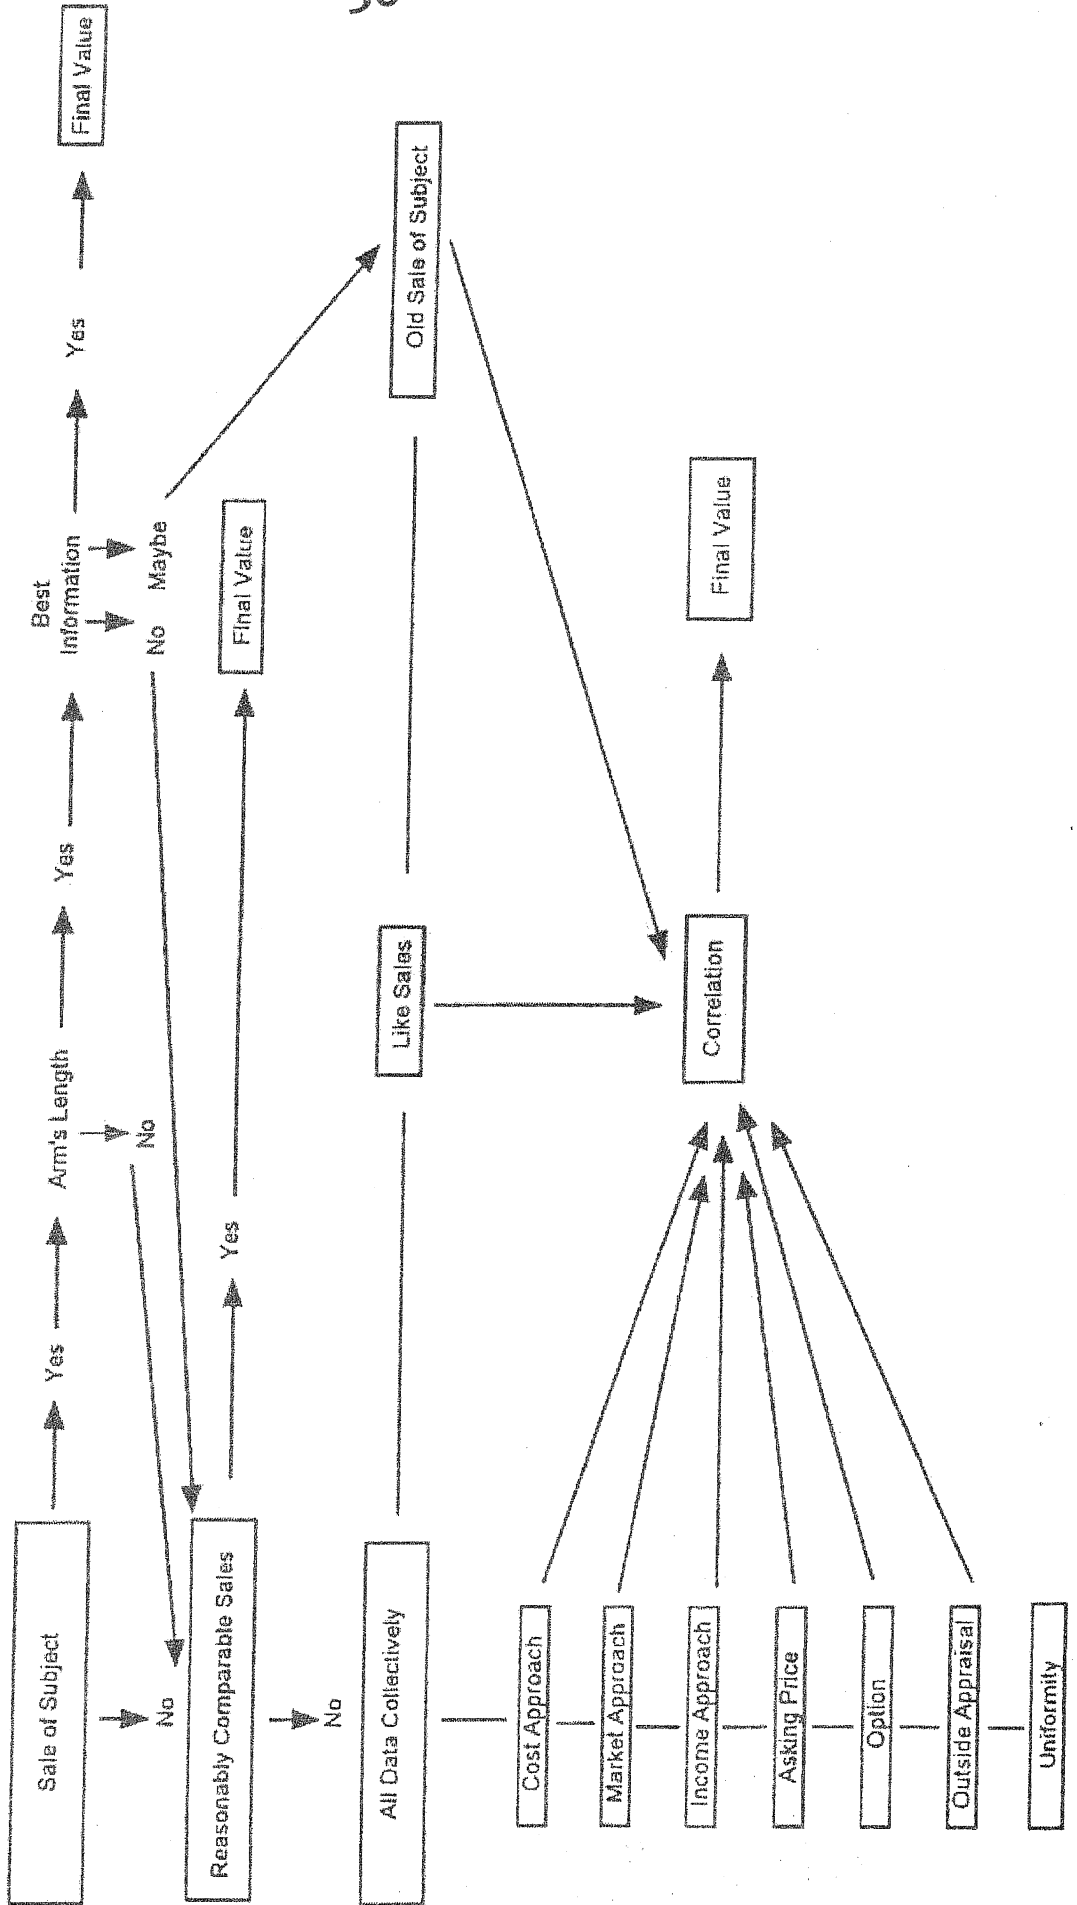 Sale of Subject
Yes
Arm's Length
Yes
Best
Information
Yes
Final Value
No
No
No
Maybe
Reasonably Comparable Sales
Yes
Final Value
No
All Data Collectively
Like Sales
Old Sale of Subject
Cost Approach
Market Approach
Income Approach
Asking Price
Option
Outside Appraisal
Uniformity
Correlation
Final Value